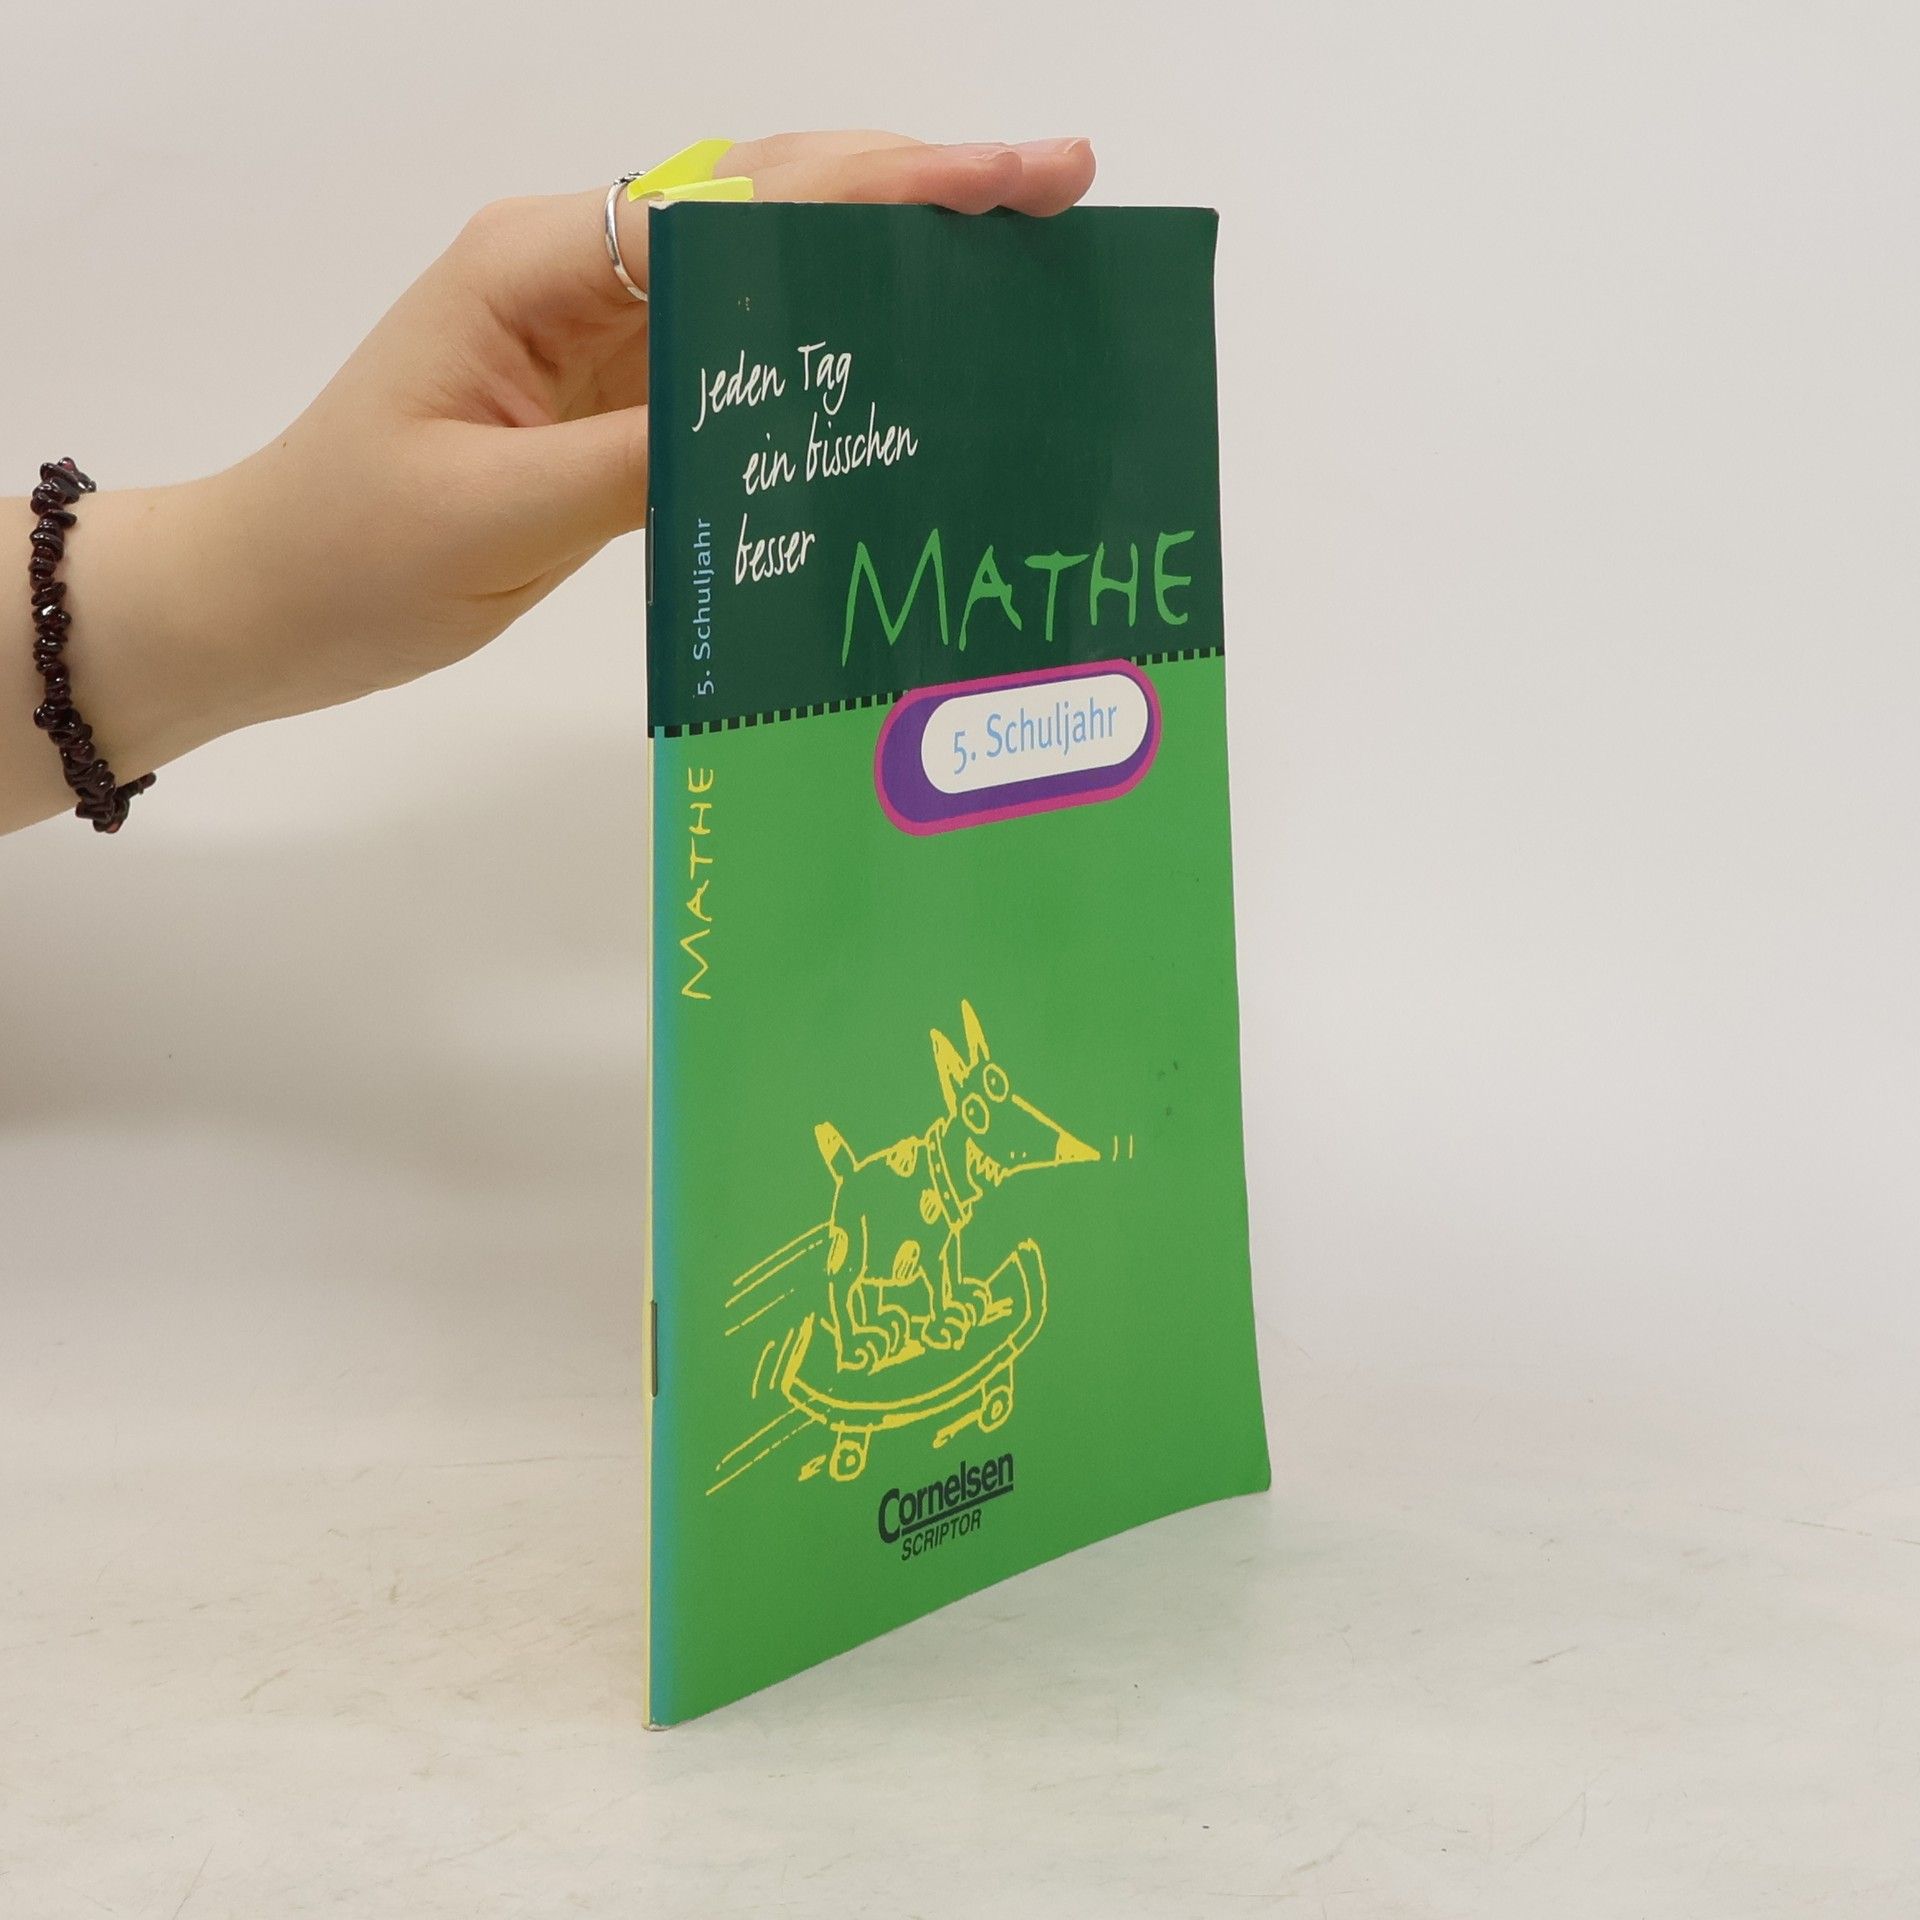 Jeden Tag
ein bisschen
besser
MATHE
5. Schuljahr
5. Schuljahr
MATHE
Cornelsen
SCRIPTOR